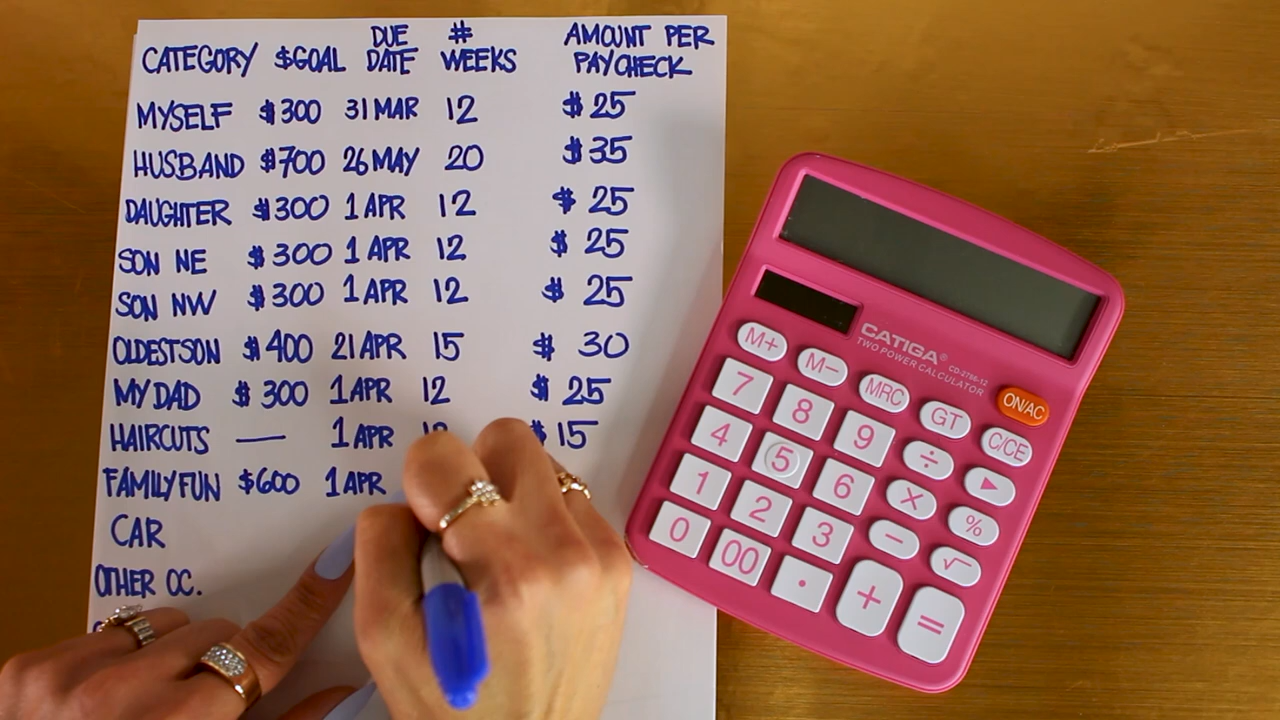 CATEGORY $GOAL DUE DATE # WEEKS AMOUNT PER PAYCHECK
MYSELF $300 31 MAR 12 $25
HUSBAND $700 26 MAY 20 $35
DAUGHTER $300 1 APR 12 $25
SON NE $300 1 APR 12 $25
SON NW $300 1 APR 12 $25
OLDEST SON $400 21 APR 15 $30
MY DAD $300 1 APR 12 $25
HAIRCUTS — 1 APR $15
FAMILY FUN $600 1 APR
CAR
OTHER OC.
CATIGA®
TWO POWER CALCULATOR
M+ M- MRC GT ON/AC
7 8 9 ÷ C/CE
4 5 6 × ▶
1 2 3 − %
0 00 . + = √